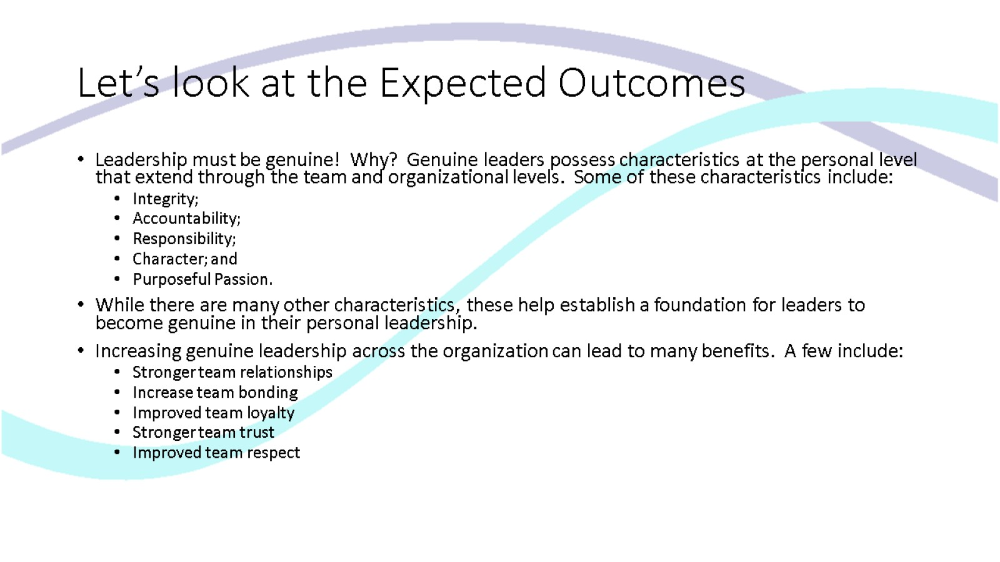 Let’s look at the Expected Outcomes
• Leadership must be genuine!  Why?  Genuine leaders possess characteristics at the personal level
that extend through the team and organizational levels.  Some of these characteristics include:
• Integrity;
• Accountability;
• Responsibility;
• Character; and
• Purposeful Passion.
• While there are many other characteristics, these help establish a foundation for leaders to
become genuine in their personal leadership.
• Increasing genuine leadership across the organization can lead to many benefits.  A few include:
• Stronger team relationships
• Increase team bonding
• Improved team loyalty
• Stronger team trust
• Improved team respect